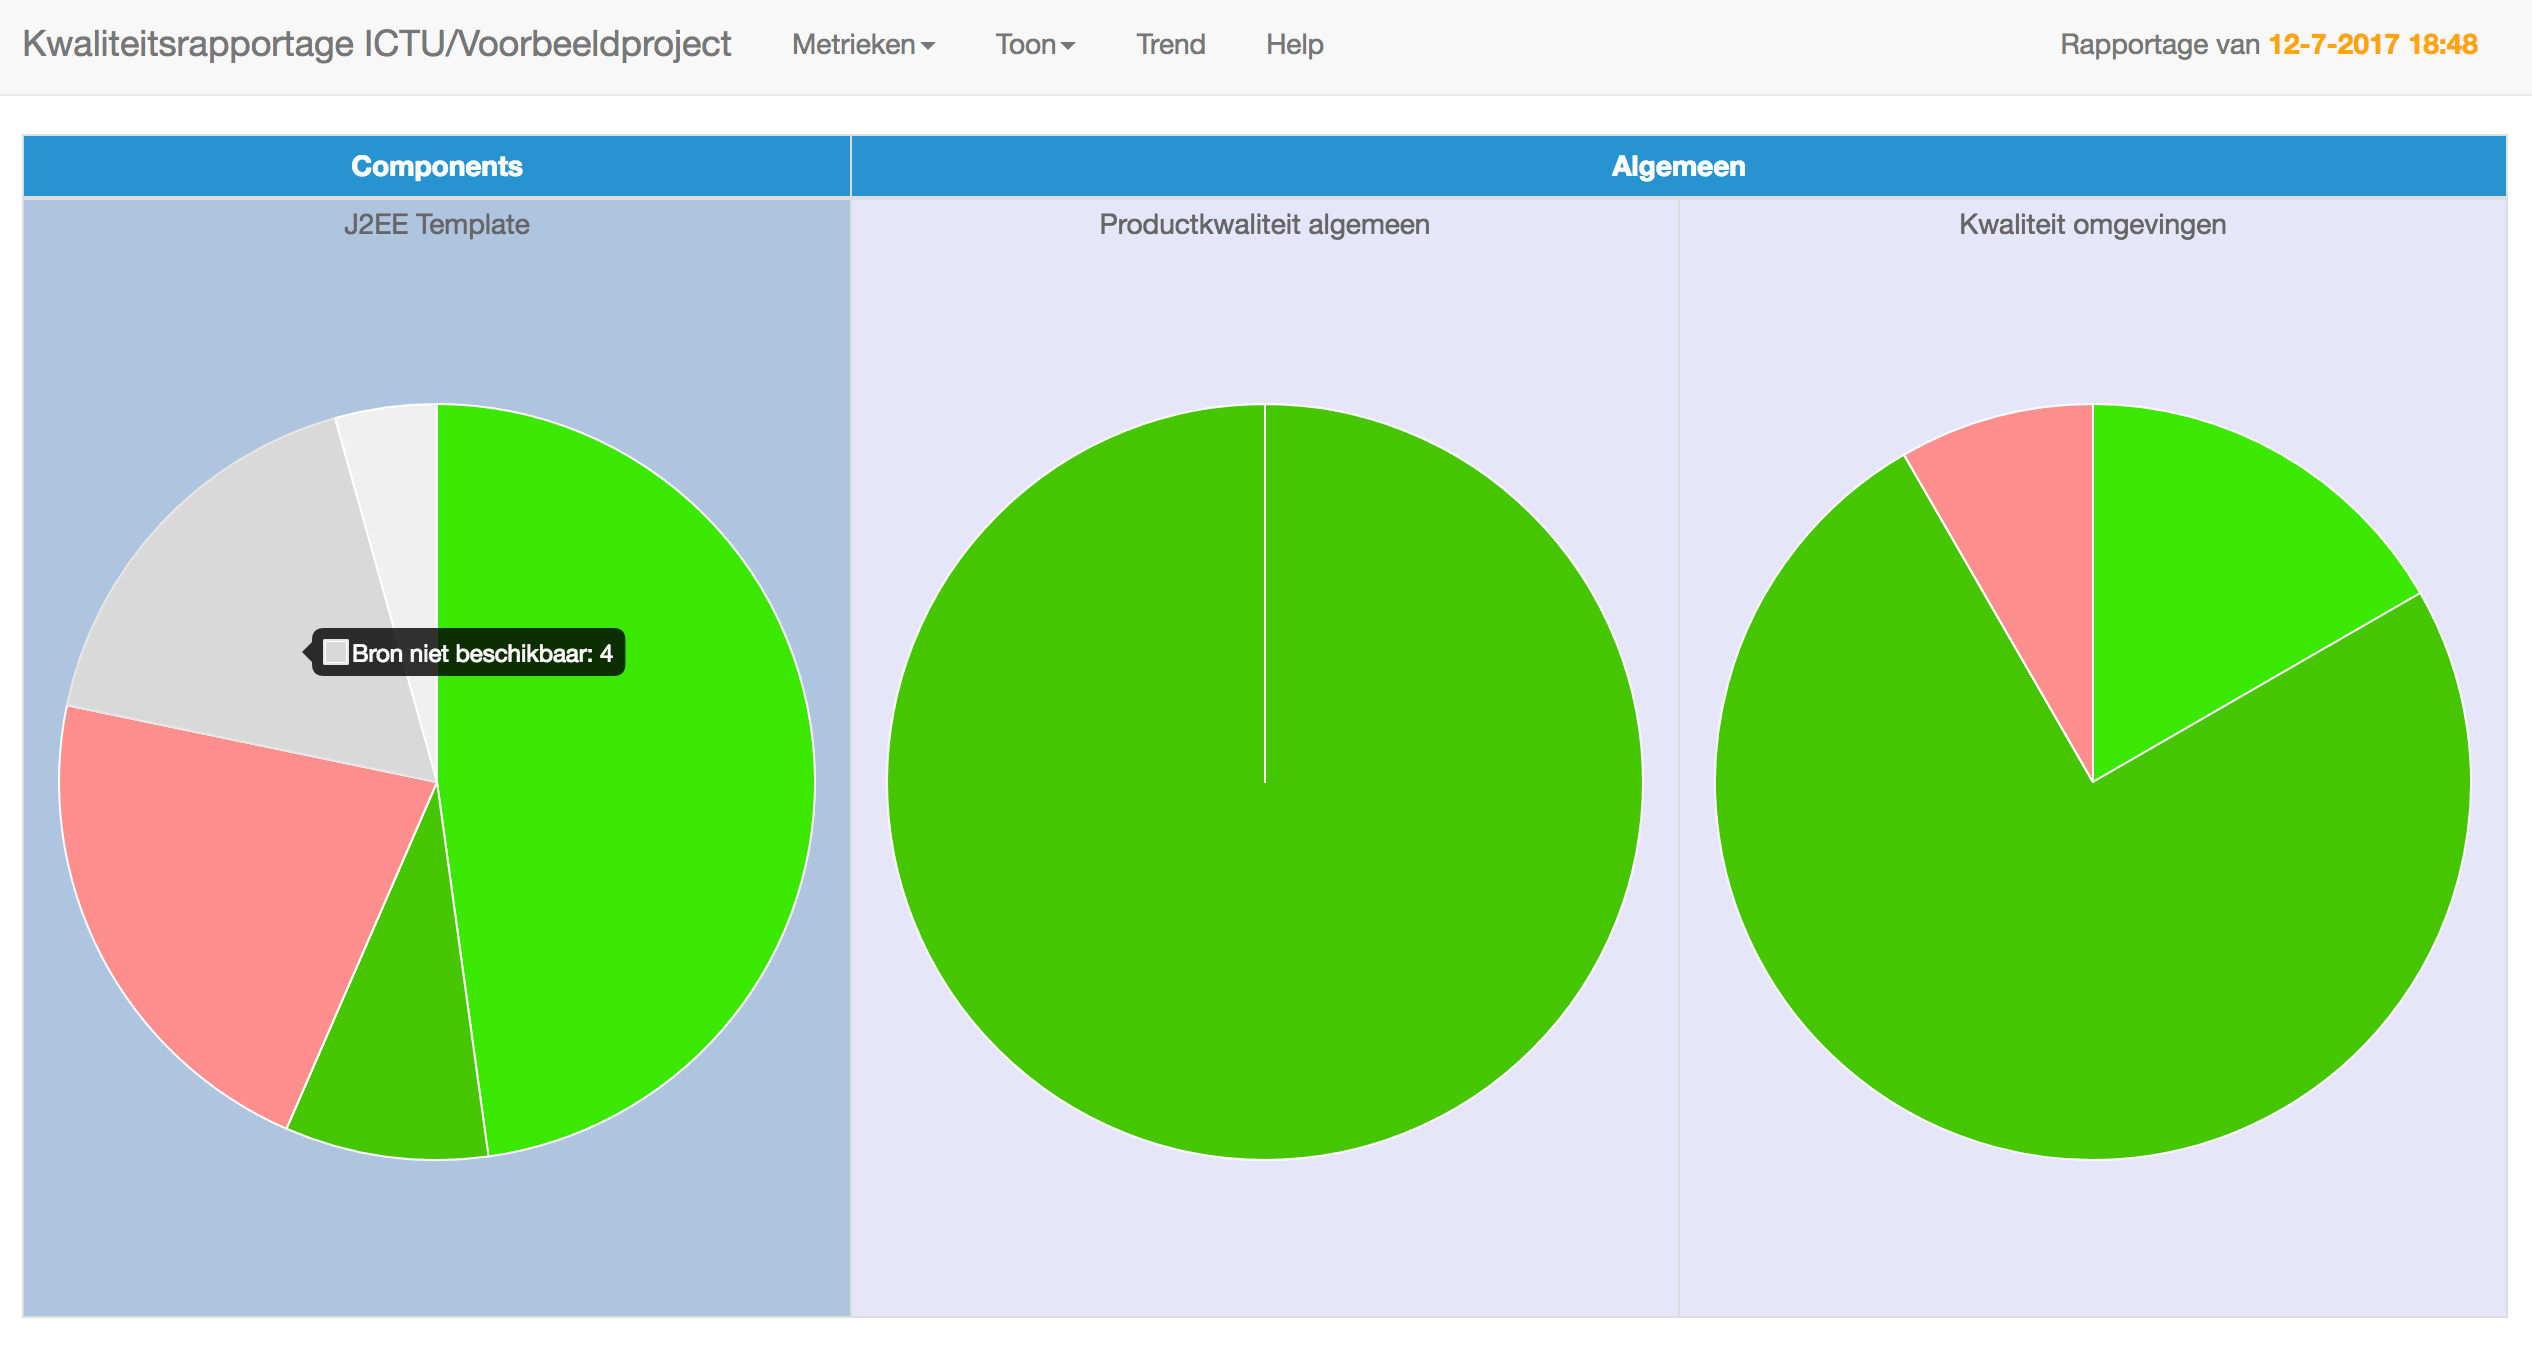 Kwaliteitsrapportage ICTU/Voorbeeldproject Metrieken Toon Trend Help Rapportage van 12-7-2017 18:48
Components Algemeen
J2EE Template Productkwaliteit algemeen Kwaliteit omgevingen
Bron niet beschikbaar: 4